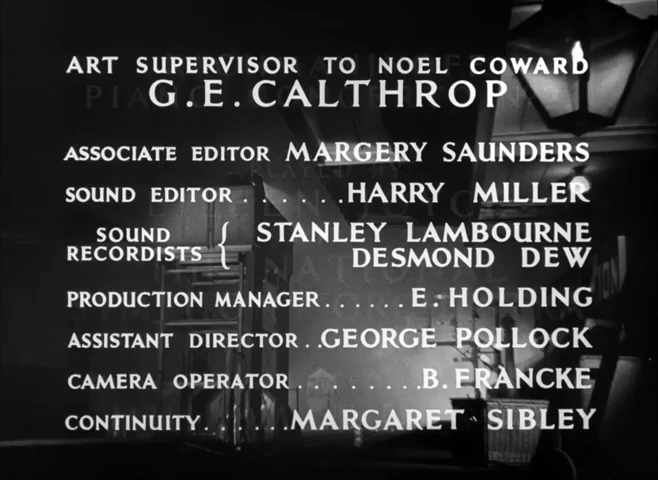 ART SUPERVISOR TO NOEL COWARD
G.E. CALTHROP
ASSOCIATE EDITOR MARGERY SAUNDERS
SOUND EDITOR......HARRY MILLER
SOUND RECORDISTS { STANLEY LAMBOURNE
DESMOND DEW
PRODUCTION MANAGER......E. HOLDING
ASSISTANT DIRECTOR..GEORGE POLLOCK
CAMERA OPERATOR.........B. FRANCKE
CONTINUITY......MARGARET SIBLEY